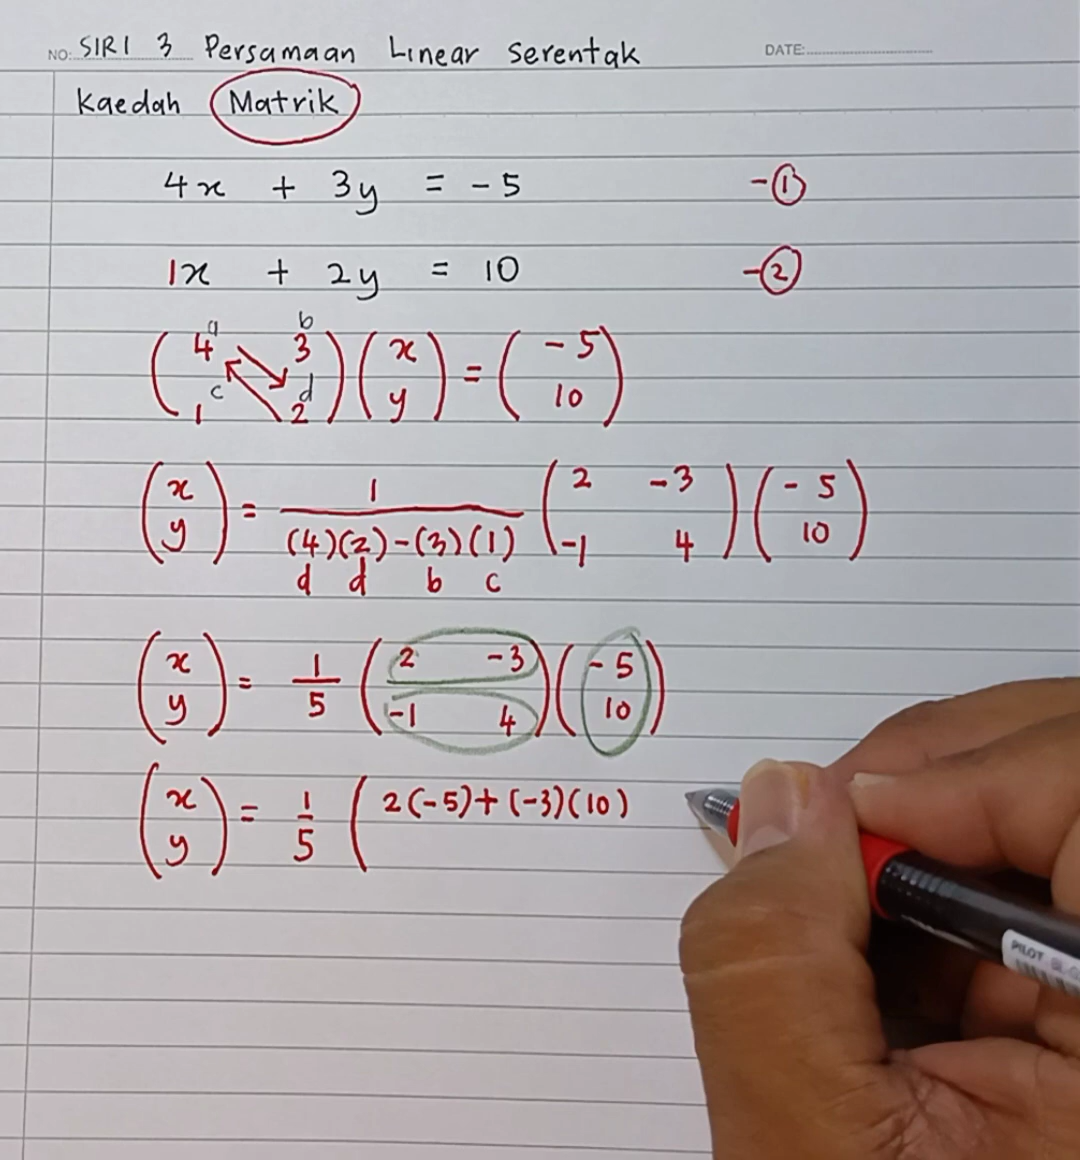 NO: SIRI 3 Persamaan Linear Serentak DATE:
Kaedah Matrik
4x + 3y = -5 -①
1x + 2y = 10 -②
a b
( 4 3 ) ( x ) = ( -5 )
c d
( 1 2 ) ( y ) ( 10 )
( x ) = 1 ( 2 -3 ) ( -5 )
( y ) (4)(2)-(3)(1) ( -1 4 ) ( 10 )
d d b c
( x ) = 1 ( 2 -3 ) ( -5 )
( y ) 5 ( -1 4 ) ( 10 )
( x ) = 1 ( 2(-5)+(-3)(10)
( y ) 5
PILOT